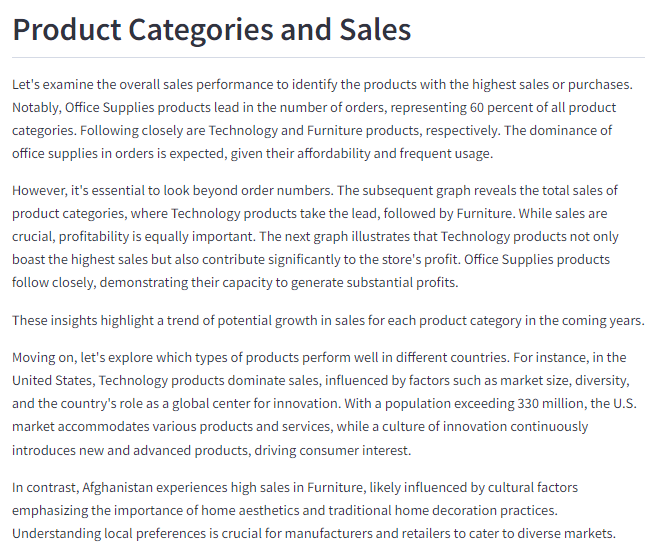 Product Categories and Sales
Let's examine the overall sales performance to identify the products with the highest sales or purchases.
Notably, Office Supplies products lead in the number of orders, representing 60 percent of all product
categories. Following closely are Technology and Furniture products, respectively. The dominance of
office supplies in orders is expected, given their affordability and frequent usage.
However, it's essential to look beyond order numbers. The subsequent graph reveals the total sales of
product categories, where Technology products take the lead, followed by Furniture. While sales are
crucial, profitability is equally important. The next graph illustrates that Technology products not only
boast the highest sales but also contribute significantly to the store's profit. Office Supplies products
follow closely, demonstrating their capacity to generate substantial profits.
These insights highlight a trend of potential growth in sales for each product category in the coming years.
Moving on, let's explore which types of products perform well in different countries. For instance, in the
United States, Technology products dominate sales, influenced by factors such as market size, diversity,
and the country's role as a global center for innovation. With a population exceeding 330 million, the U.S.
market accommodates various products and services, while a culture of innovation continuously
introduces new and advanced products, driving consumer interest.
In contrast, Afghanistan experiences high sales in Furniture, likely influenced by cultural factors
emphasizing the importance of home aesthetics and traditional home decoration practices.
Understanding local preferences is crucial for manufacturers and retailers to cater to diverse markets.